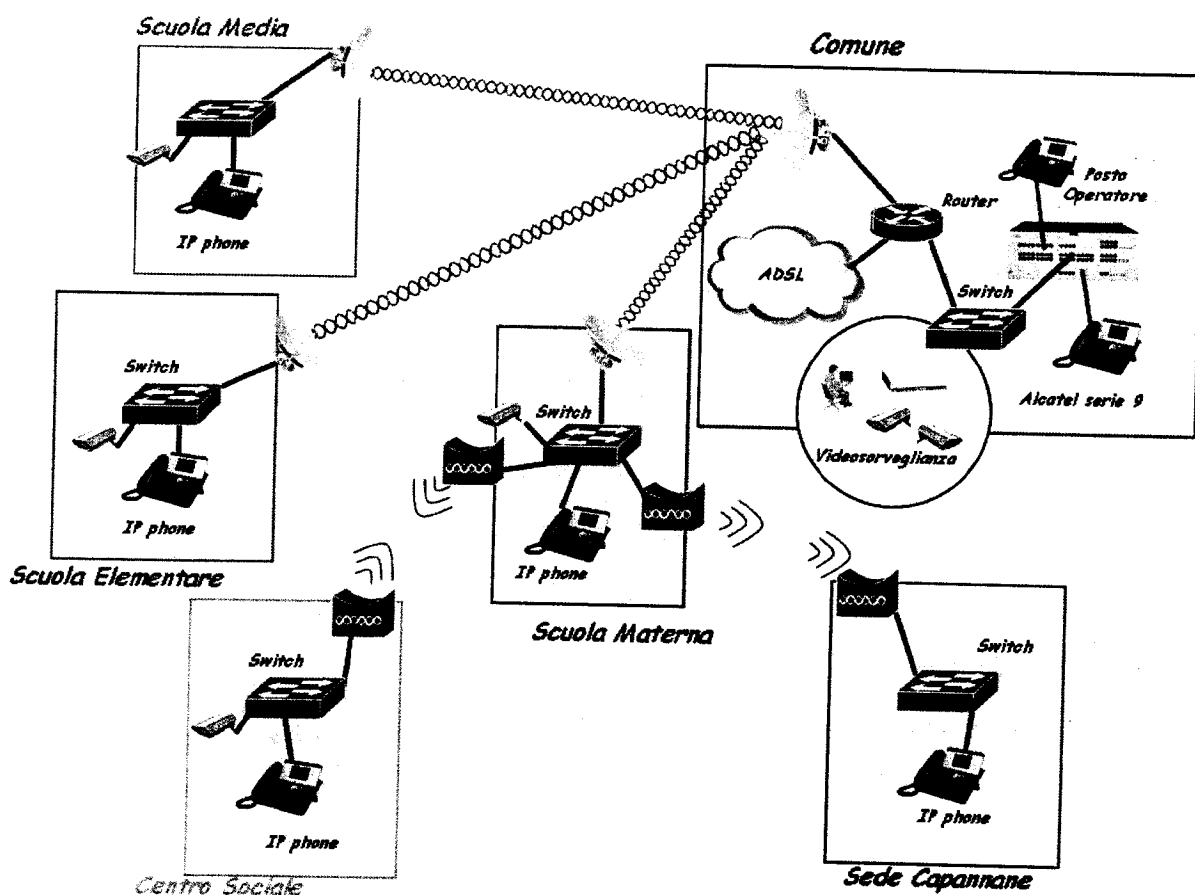 Scuola Media
IP phone
Comune
Posto
Operatore
Router
ADSL
Switch
Alcatel serie 9
Videosorveglianza
Switch
IP phone
Scuola Elementare
Switch
IP phone
Scuola Materna
Switch
IP phone
Centro Sociale
Switch
IP phone
Sede Capannane